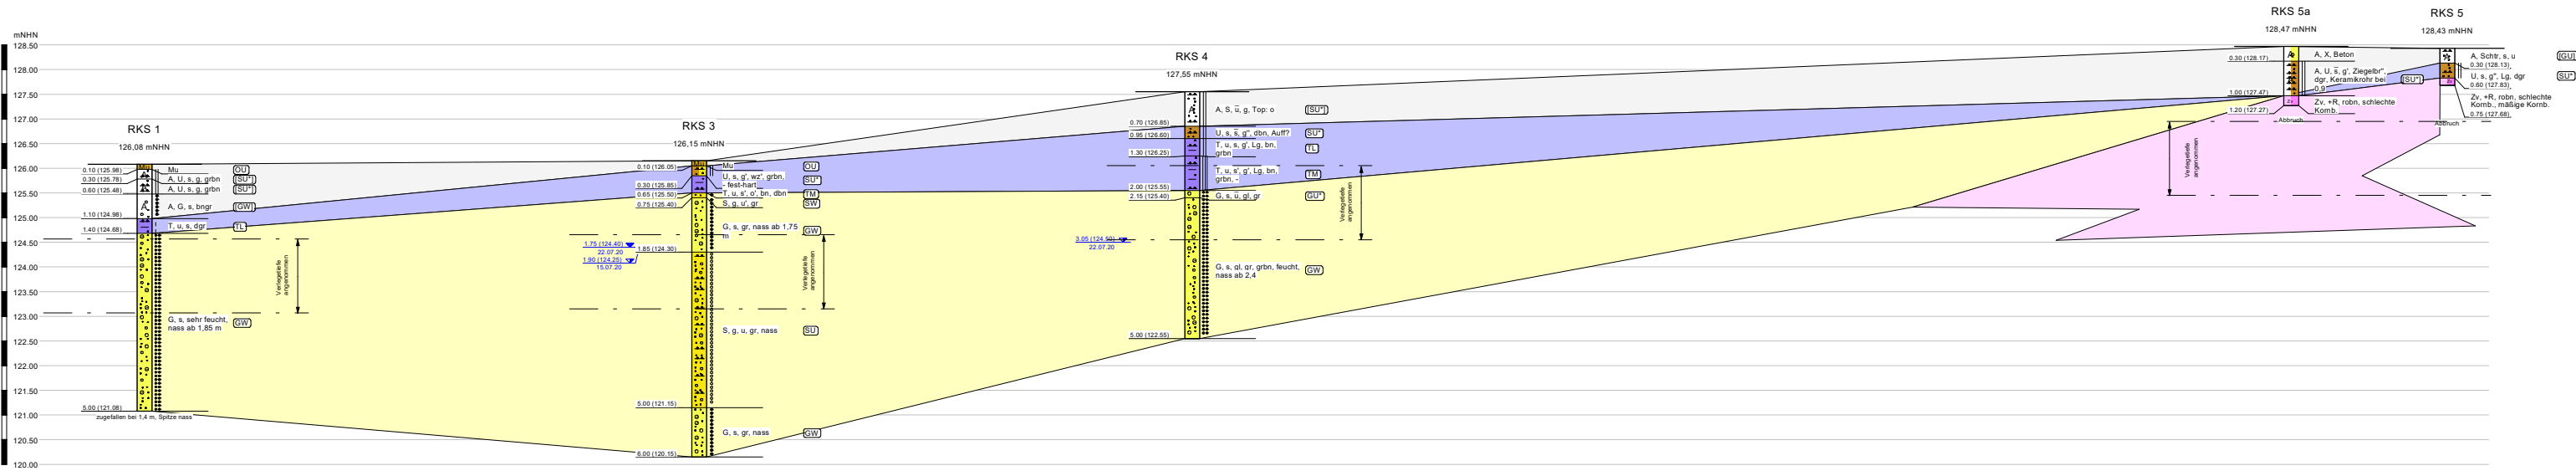 mNHN
128.50
128.00
127.50
127.00
126.50
126.00
125.50
125.00
124.50
124.00
123.50
123.00
122.50
122.00
121.50
121.00
120.50
120.00
RKS 1
126,08 mNHN
0.10 (125.98)
0.30 (125.78)
0.60 (125.48)
1.10 (124.98)
1.40 (124.68)
5.00 (121.08)
Mu
OU
A, U, s, g, grbn
[SU*]
A, U, s, g, grbn
[SU*]
A, G, s, bngr
[GW]
T, u, s, dgr
TL
G, s, sehr feucht,
nass ab 1,85 m
GW
zugefallen bei 1,4 m, Spitze nass
Verlegetiefe
angenommen
RKS 3
126,15 mNHN
0.10 (126.05)
0.30 (125.85)
0.65 (125.50)
0.75 (125.40)
1.75 (124.40)
22.07.20
1.85 (124.30)
1.90 (124.25)
15.07.20
5.00 (121.15)
6.00 (120.15)
Mu
OU
U, s, g', wz', grbn,
- fest-hart
SU*
T, u, s', o', bn, dbn
TM
S, g, u', gr
SW
G, s, gr, nass ab 1,75
m
GW
S, g, u, gr, nass
SU
G, s, gr, nass
GW
Verlegetiefe
angenommen
RKS 4
127,55 mNHN
0.70 (126.85)
0.95 (126.60)
1.30 (126.25)
2.00 (125.55)
2.15 (125.40)
3.05 (124.50)
22.07.20
5.00 (122.55)
A, S, ū, g, Top: o
[SU*]
U, s, s̄, g'', dbn, Auff?
SU*
T, u, s, g', Lg, bn,
grbn
TL
T, u, s', g', Lg, bn,
grbn, -
TM
G, s, ū, gl, gr
GU*
G, s, gl, gr, grbn, feucht,
nass ab 2,4
GW
Verlegetiefe
angenommen
RKS 5a
128,47 mNHN
0.30 (128.17)
1.00 (127.47)
1.20 (127.27)
A, X, Beton
A, U, s̄, g', Ziegelbr'',
dgr, Keramikrohr bei
0,9
[SU*]
Zv, +R, robn, schlechte
Kornb.
Abbruch
Verlegetiefe
angenommen
RKS 5
128,43 mNHN
A, Schtr, s, u
[GU]
0.30 (128.13)
U, s, g'', Lg, dgr
SU*
0.60 (127.83)
Zv, +R, robn, schlechte
Kornb., mäßige Kornb.
0.75 (127.68)
Abbruch